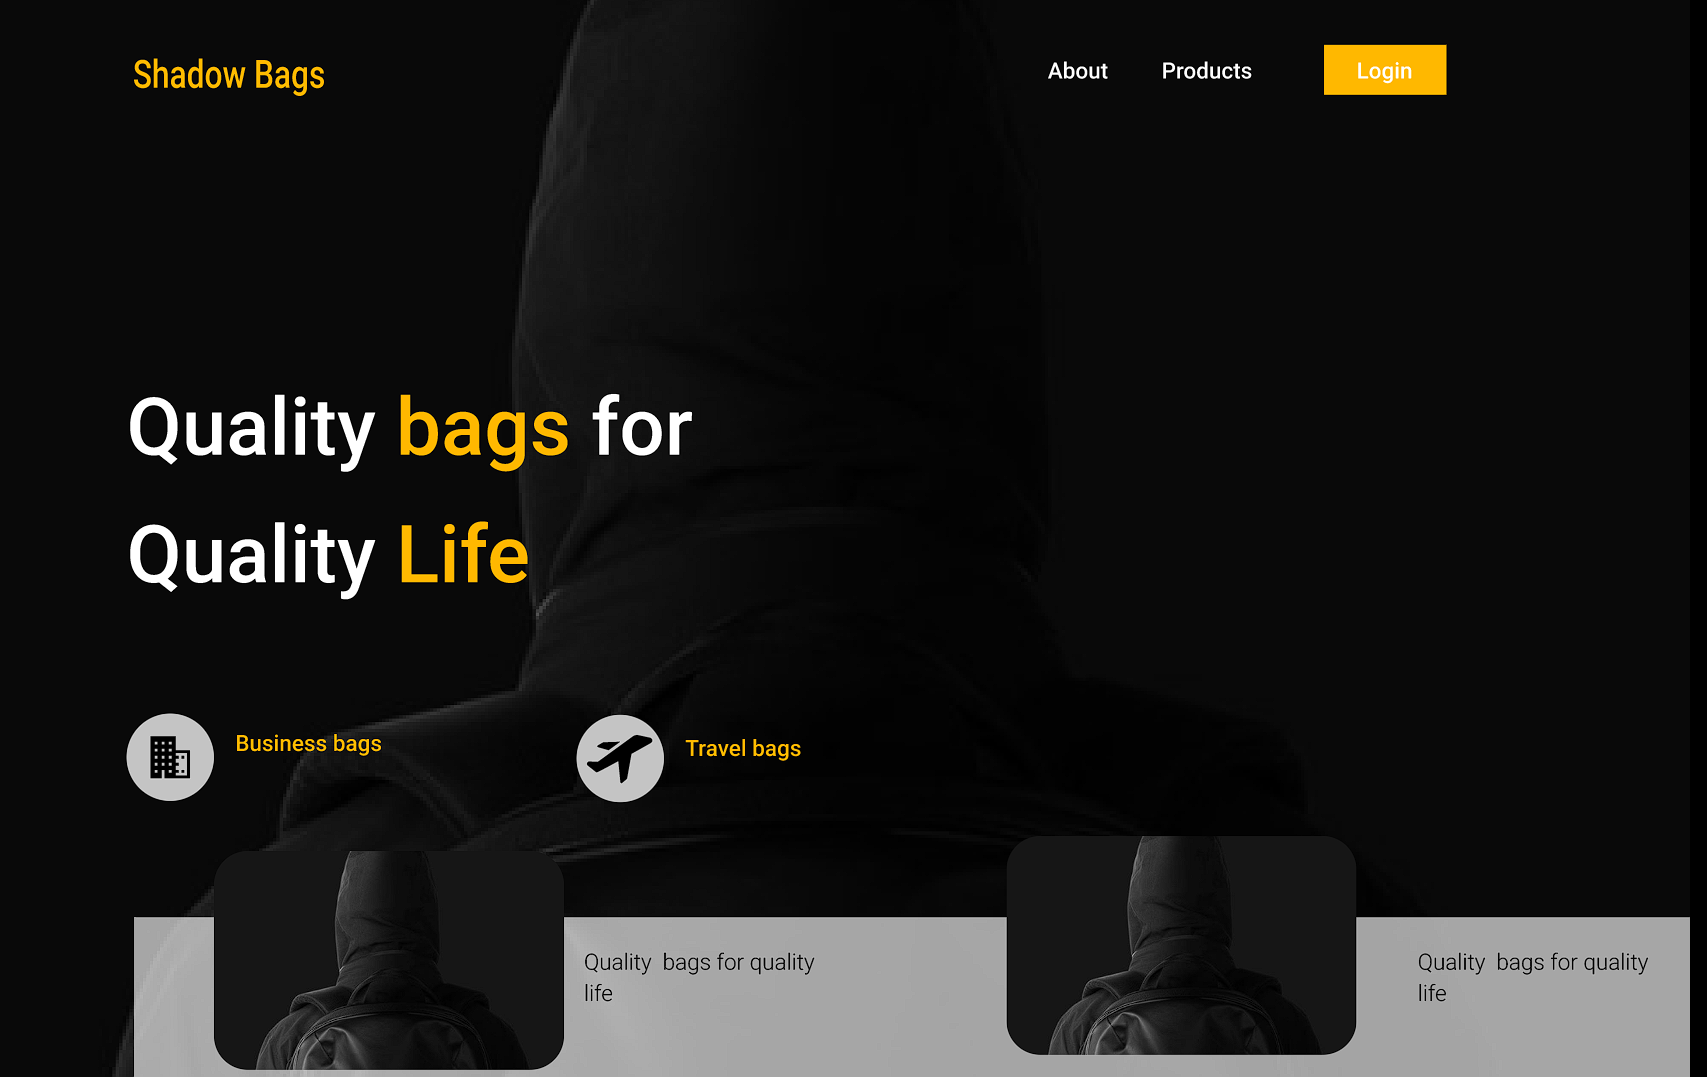 Shadow Bags
About
Products
Login
Quality bags for
Quality Life
Business bags
Travel bags
Quality  bags for quality
life
Quality  bags for quality
life